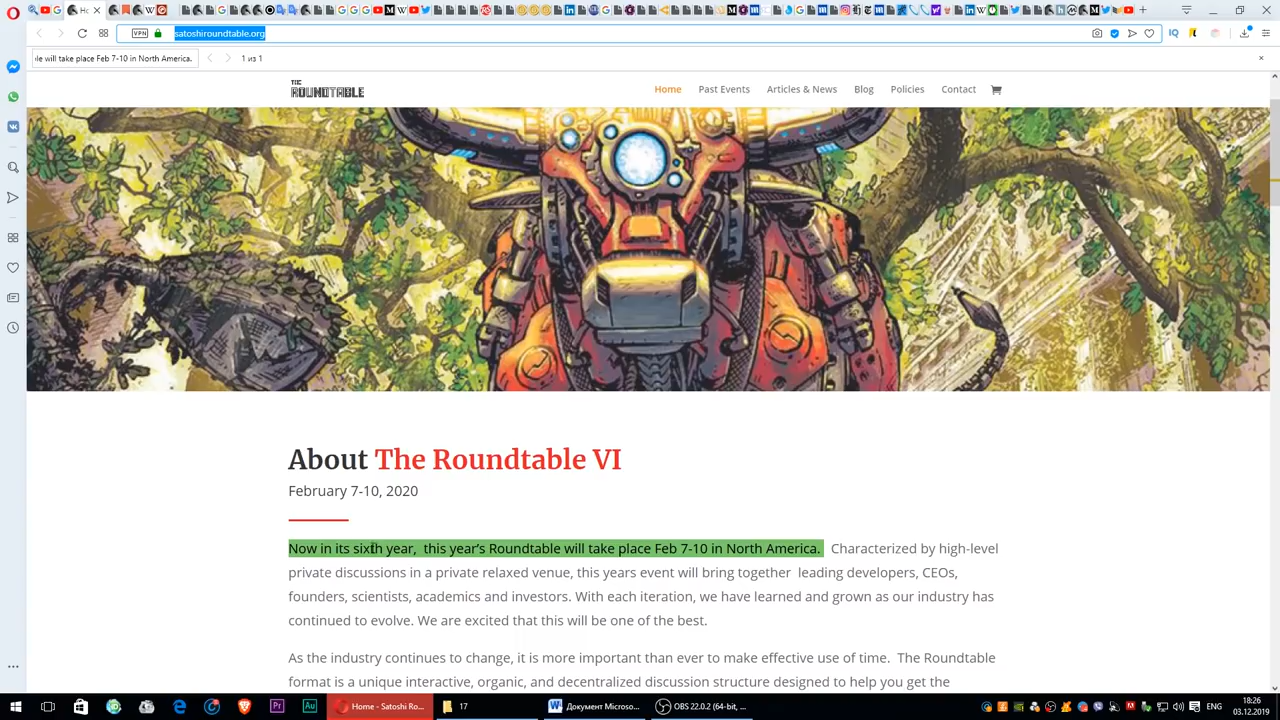 satoshiroundtable.org
VPN
IQ
le will take place Feb 7-10 in North America.
1 из 1
THE
ROUNDTABLE
Home
Past Events
Articles & News
Blog
Policies
Contact
About The Roundtable VI
February 7-10, 2020
Now in its sixth year,  this year's Roundtable will take place Feb 7-10 in North America.  Characterized by high-level
private discussions in a private relaxed venue, this years event will bring together  leading developers, CEOs,
founders, scientists, academics and investors. With each iteration, we have learned and grown as our industry has
continued to evolve. We are excited that this will be one of the best.
As the industry continues to change, it is more important than ever to make effective use of time.  The Roundtable
format is a unique interactive, organic, and decentralized discussion structure designed to help you get the
Home - Satoshi Ro...
17
Документ Microso...
OBS 22.0.2 (64-bit, ...
ENG
18:26
03.12.2019